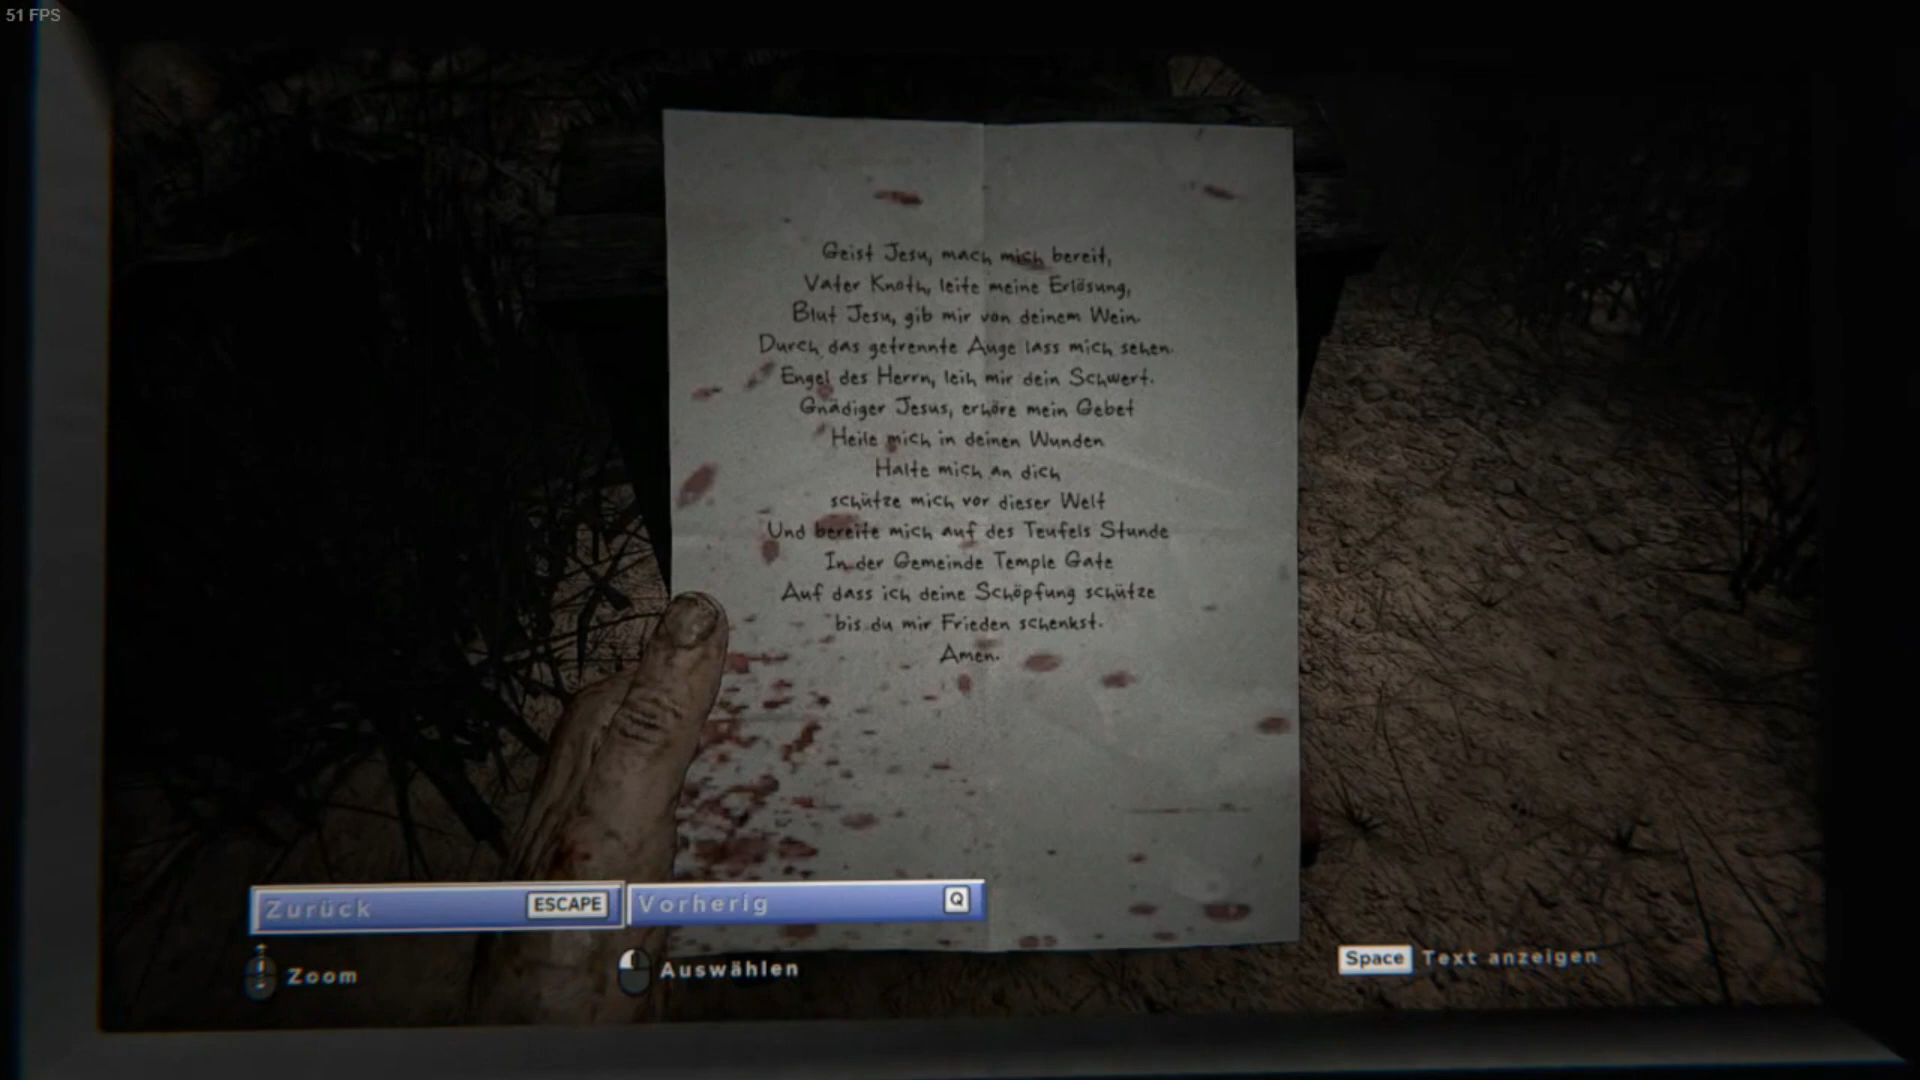 51 FPS
Geist Jesu, mach mich bereit,
Vater Knoth, leite meine Erlösung,
Blut Jesu, gib mir von deinem Wein.
Durch das getrennte Auge lass mich sehen.
Engel des Herrn, leih mir dein Schwert.
Gnädiger Jesus, erhöre mein Gebet
Heile mich in deinen Wunden
Halte mich an dich
schütze mich vor dieser Welt
Und bereite mich auf des Teufels Stunde
In der Gemeinde Temple Gate
Auf dass ich deine Schöpfung schütze
bis du mir Frieden schenkst.
Amen.
Zurück ESCAPE Vorherig Q
Zoom Auswählen Space Text anzeigen